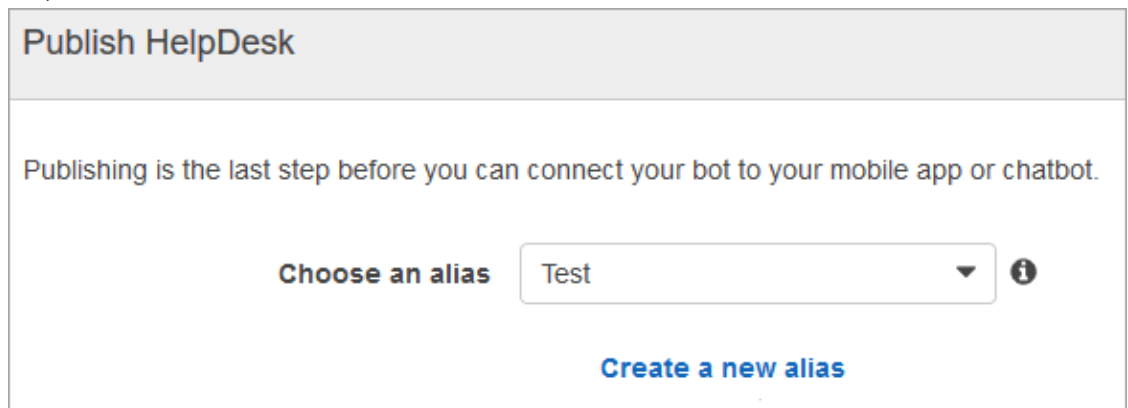 Publish HelpDesk
Publishing is the last step before you can connect your bot to your mobile app or chatbot.
Choose an alias Test
Create a new alias